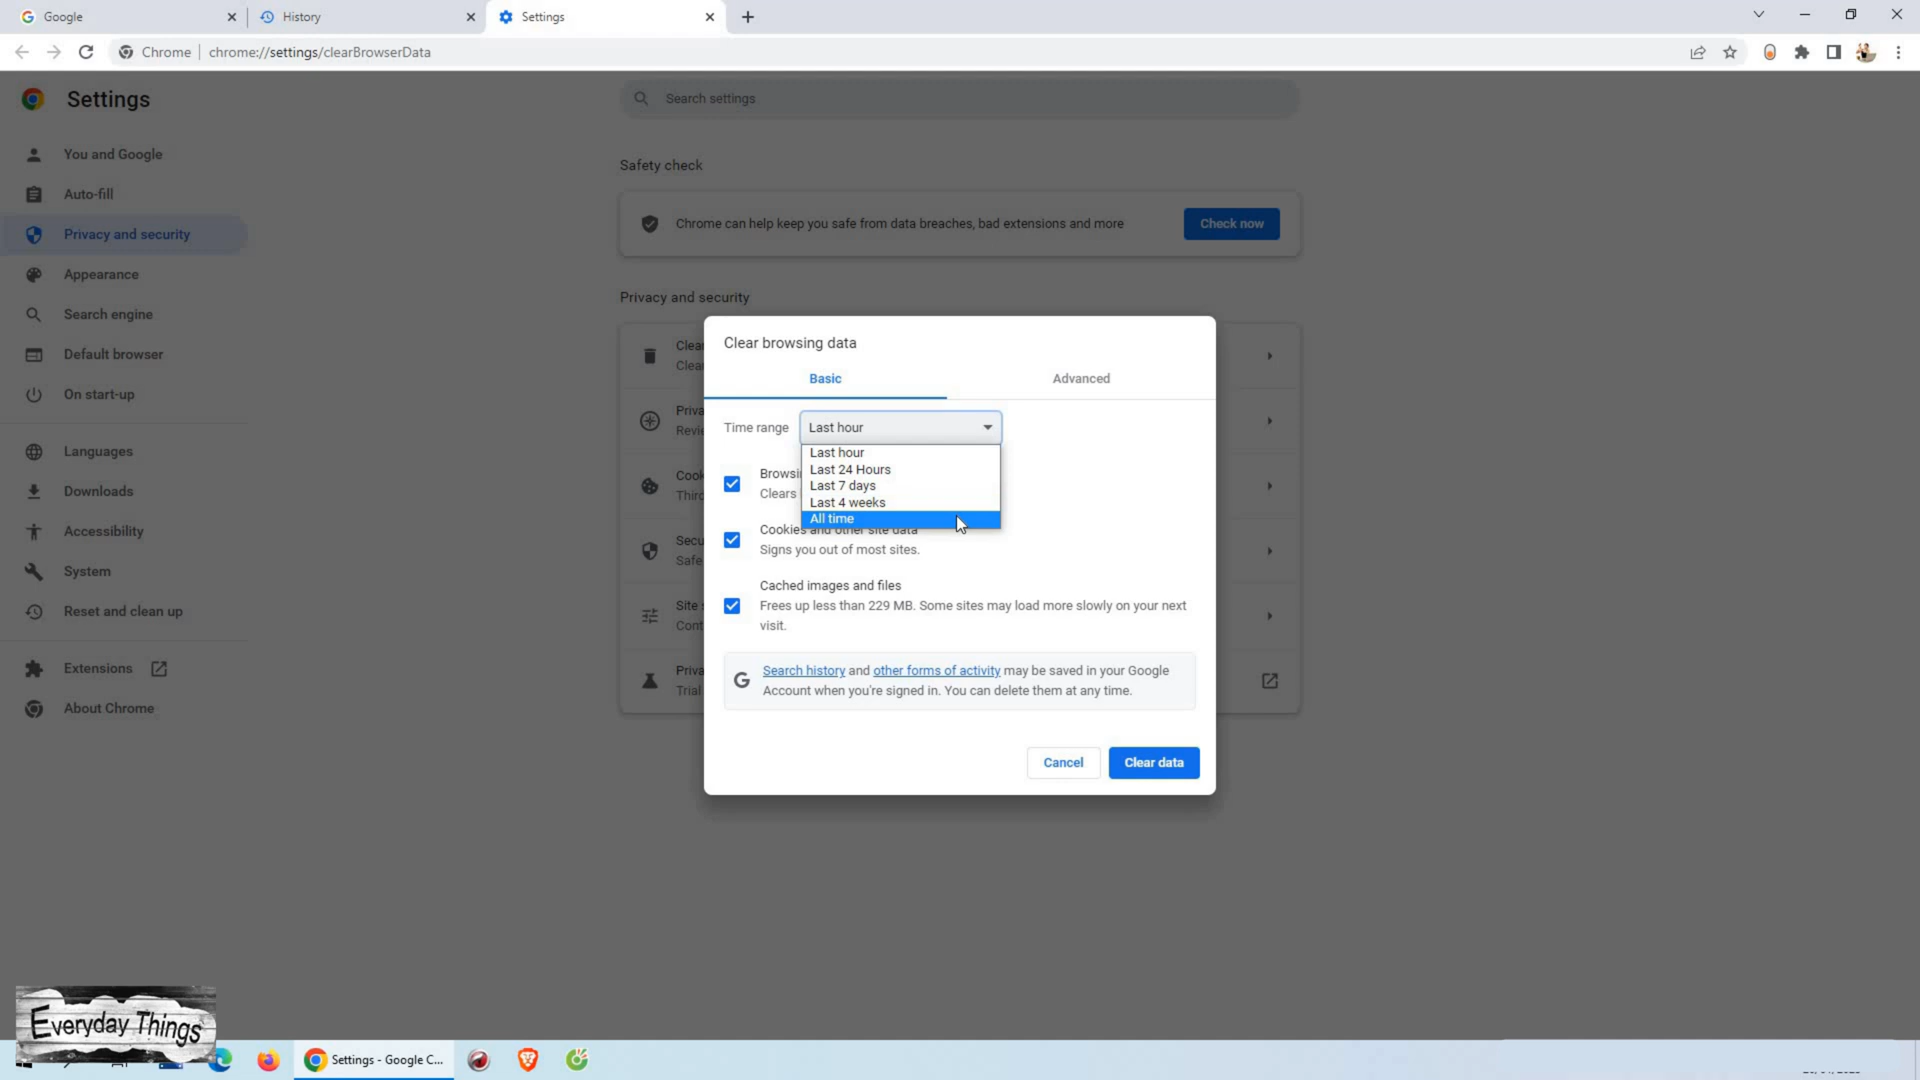 Google
History
Settings
Chrome
chrome://settings/clearBrowserData
Settings
Search settings
You and Google
Auto-fill
Privacy and security
Appearance
Search engine
Default browser
On start-up
Languages
Downloads
Accessibility
System
Reset and clean up
Extensions
About Chrome
Safety check
Chrome can help keep you safe from data breaches, bad extensions and more
Check now
Privacy and security
Clear browsing data
Basic
Advanced
Time range
Last hour
Last hour
Last 24 Hours
Last 7 days
Last 4 weeks
All time
Clears
Cookies and other site data
Signs you out of most sites.
Cached images and files
Frees up less than 229 MB. Some sites may load more slowly on your next
visit.
Search history and other forms of activity may be saved in your Google
Account when you're signed in. You can delete them at any time.
Cancel
Clear data
Trial
Everyday Things
Settings - Google C...